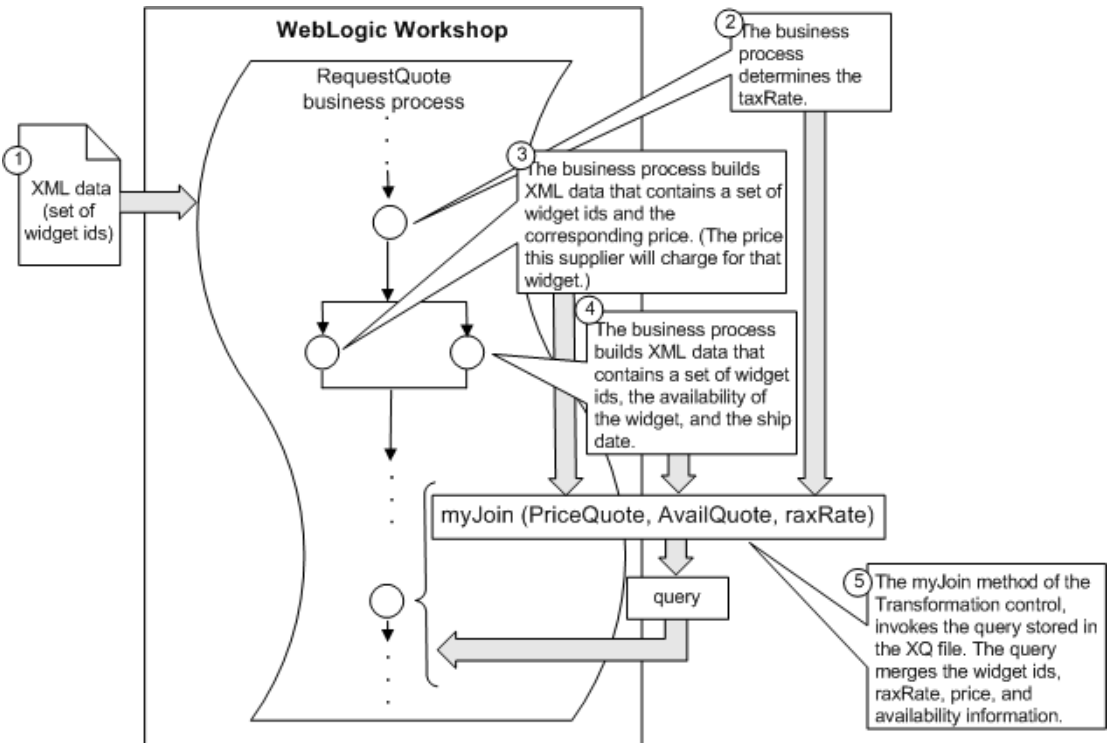 WebLogic Workshop
RequestQuote
business process
1
XML data
(set of
widget ids)
2
The business
process
determines the
taxRate.
3
The business process builds
XML data that contains a set of
widget ids and the
corresponding price. (The price
this supplier will charge for that
widget.)
4
The business process
builds XML data that
contains a set of widget
ids, the availability of
the widget, and the ship
date.
myJoin (PriceQuote, AvailQuote, raxRate)
query
5
The myJoin method of the
Transformation control,
invokes the query stored in
the XQ file. The query
merges the widget ids,
raxRate, price, and
availability information.